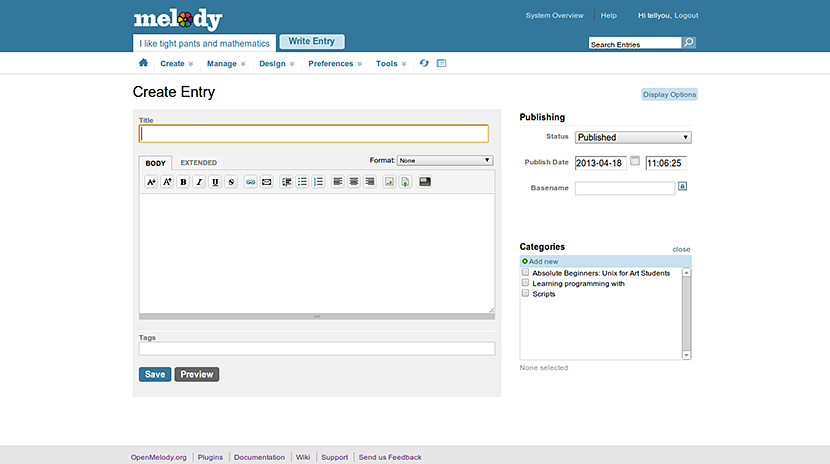 melody
System Overview Help Hi tellyou, Logout
I like tight pants and mathematics Write Entry
Search Entries
Create Manage Design Preferences Tools
Create Entry
Display Options
Title
Publishing
Status Published
BODY EXTENDED Format: None
Publish Date 2013-04-18 11:06:25
A A B I U S
Basename
Categories close
Add new
Absolute Beginners: Unix for Art Students
Learning programming with
Scripts
Tags
None selected
Save Preview
OpenMelody.org Plugins Documentation Wiki Support Send us Feedback